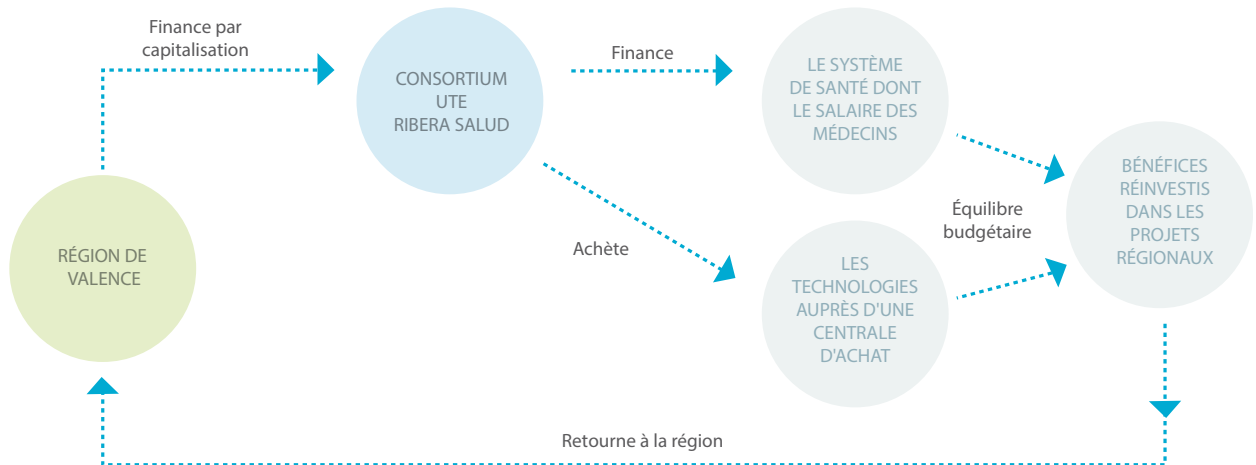 Finance par
capitalisation
Finance
CONSORTIUM
UTE
RIBERA SALUD
LE SYSTÈME
DE SANTÉ DONT
LE SALAIRE DES
MÉDECINS
RÉGION DE
VALENCE
Achète
LES
TECHNOLOGIES
AUPRÈS D'UNE
CENTRALE
D'ACHAT
Équilibre
budgétaire
BÉNÉFICES
RÉINVESTIS
DANS LES
PROJETS
RÉGIONAUX
Retourne à la région